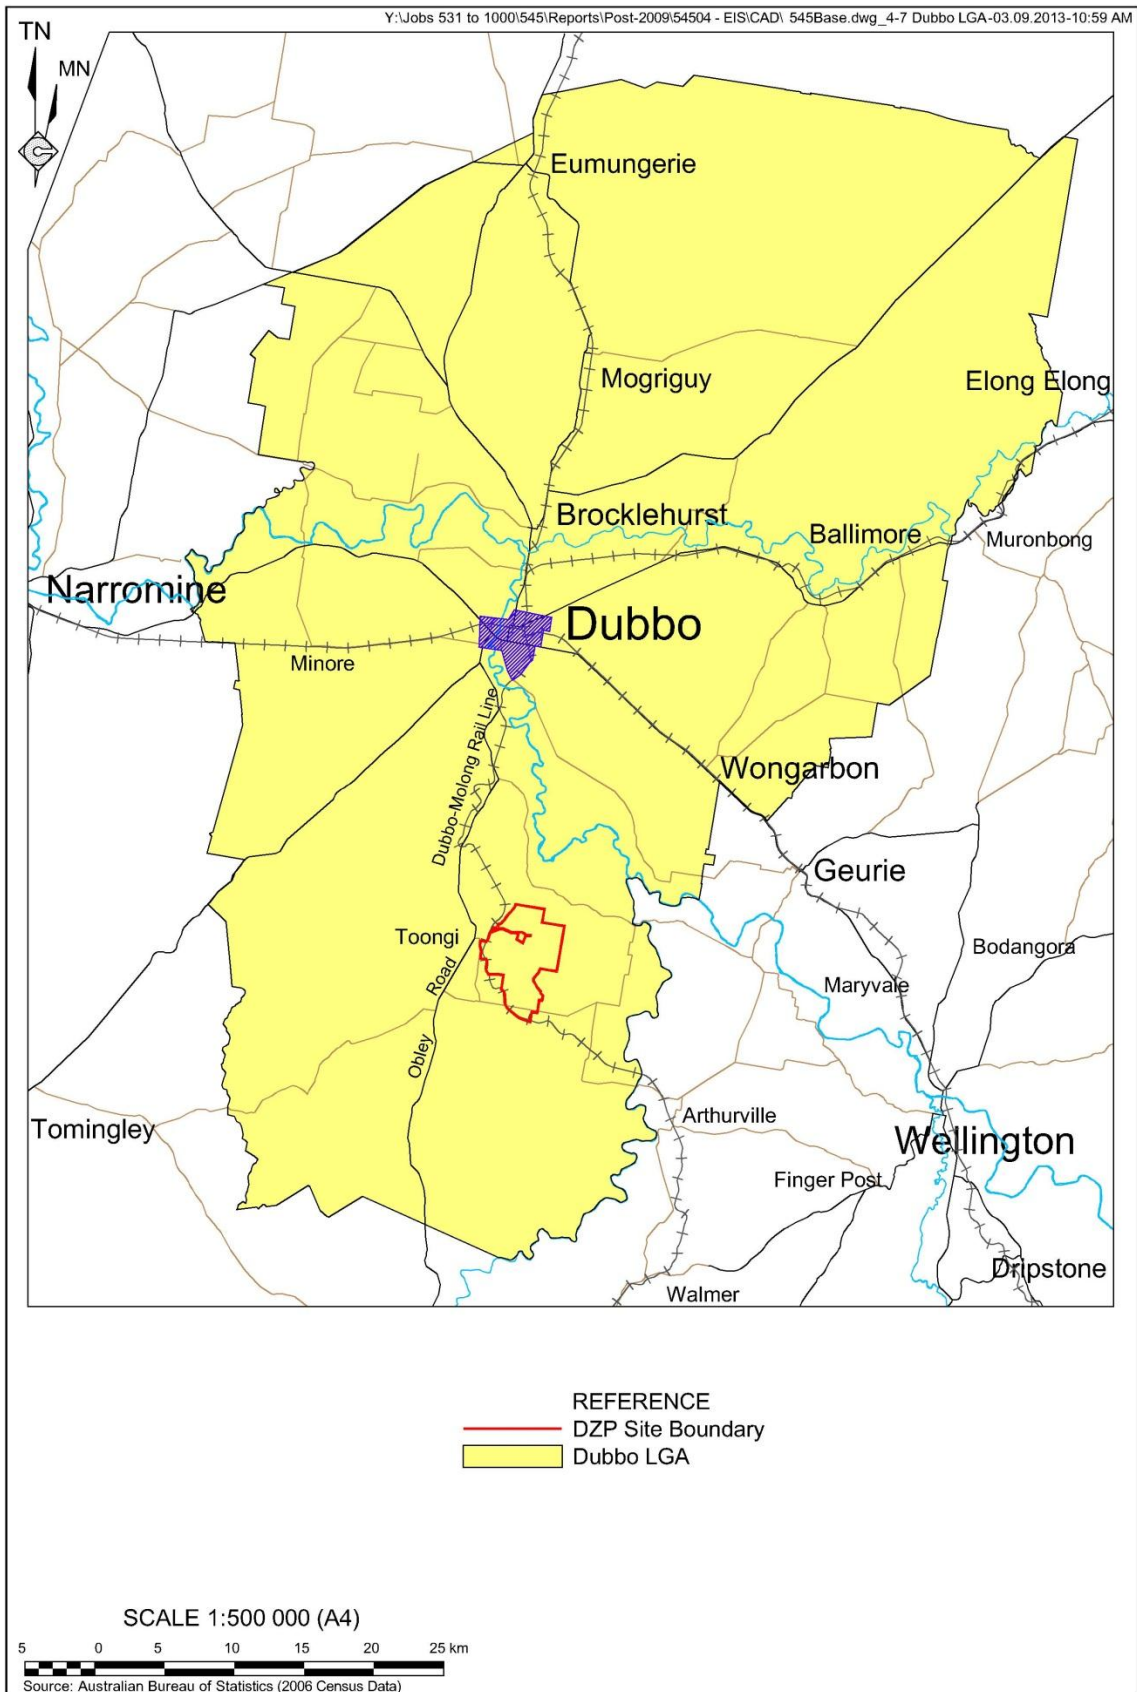 Y:\Jobs 531 to 1000\545\Reports\Post-2009\54504 - EIS\CAD\ 545Base.dwg_4-7 Dubbo LGA-03.09.2013-10:59 AM
TN
MN
Eumungerie
Mogriguy
Elong Elong
Brocklehurst
Ballimore
Muronbong
Narromine
Dubbo
Minore
Dubbo-Molong Rail Line
Wongarbon
Geurie
Toongi
Bodangora
Road
Maryvale
Obley
Arthurville
Tomingley
Wellington
Finger Post
Dripstone
Walmer
REFERENCE
DZP Site Boundary
Dubbo LGA
SCALE 1:500 000 (A4)
5 0 5 10 15 20 25 km
Source: Australian Bureau of Statistics (2006 Census Data)